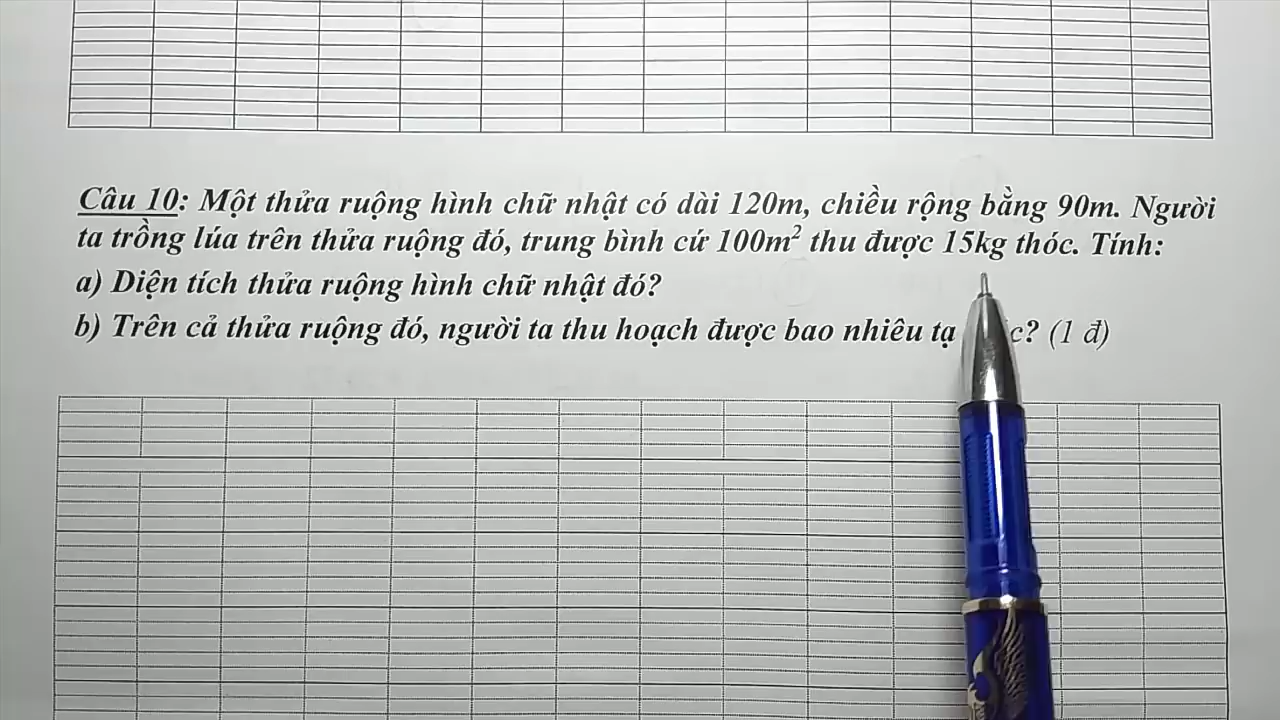 Câu 10: Một thửa ruộng hình chữ nhật có dài 120m, chiều rộng bằng 90m. Người
ta trồng lúa trên thửa ruộng đó, trung bình cứ 100m² thu được 15kg thóc. Tính:
a) Diện tích thửa ruộng hình chữ nhật đó?
b) Trên cả thửa ruộng đó, người ta thu hoạch được bao nhiêu tạ c? (1 đ)